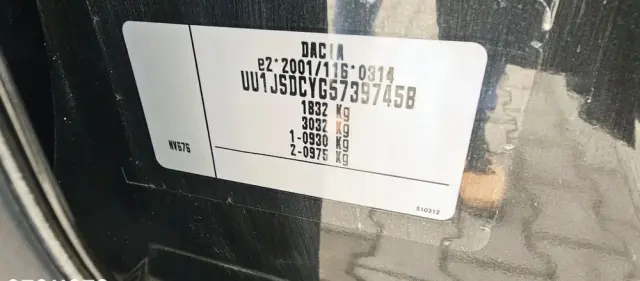 DACIA
e2*2001/116*0314
UU1JSDCYG57397458
1832 Kg
3032 Kg
1-0930 Kg
2-0975 Kg
NV676
510312